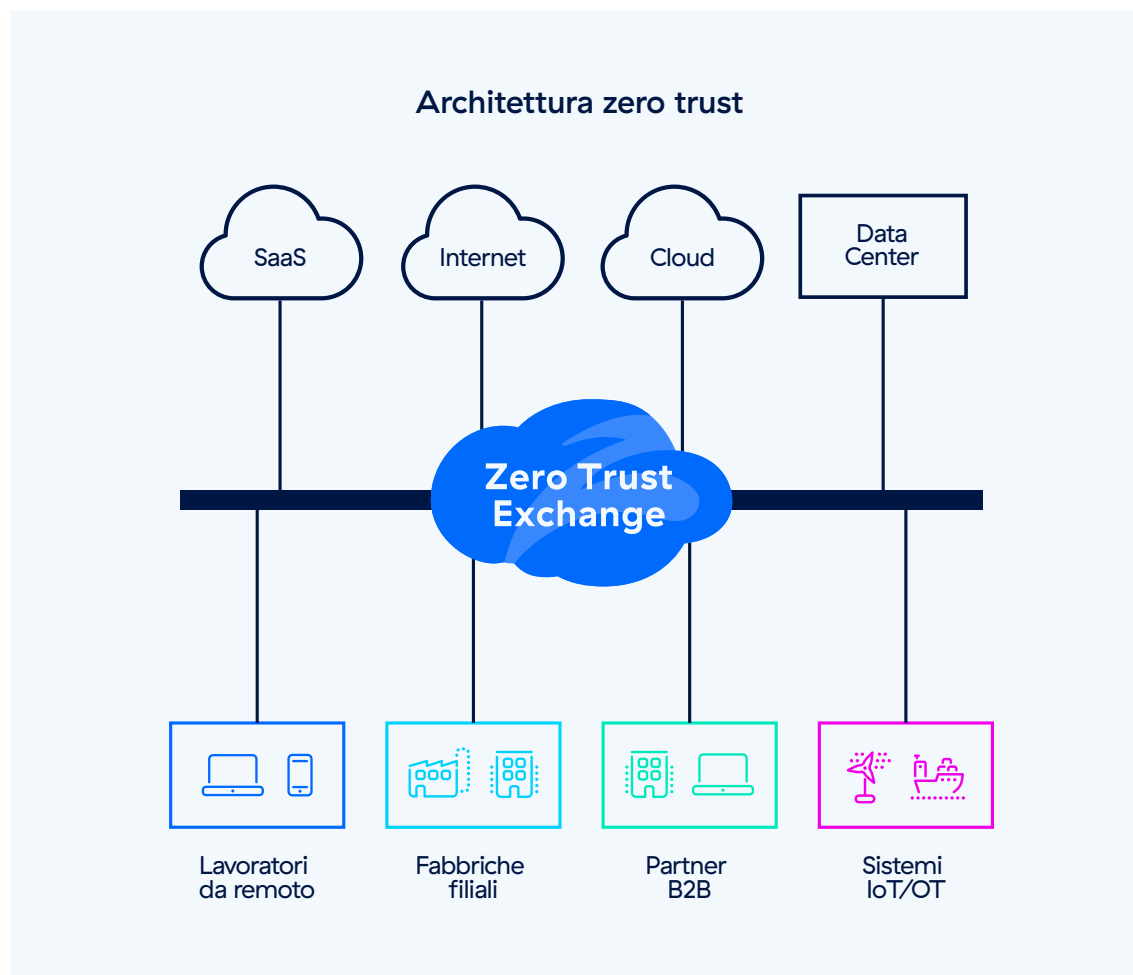 Architettura zero trust
SaaS
Internet
Cloud
Data
Center
Zero Trust
Exchange
Lavoratori
da remoto
Fabbriche
filiali
Partner
B2B
Sistemi
IoT/OT